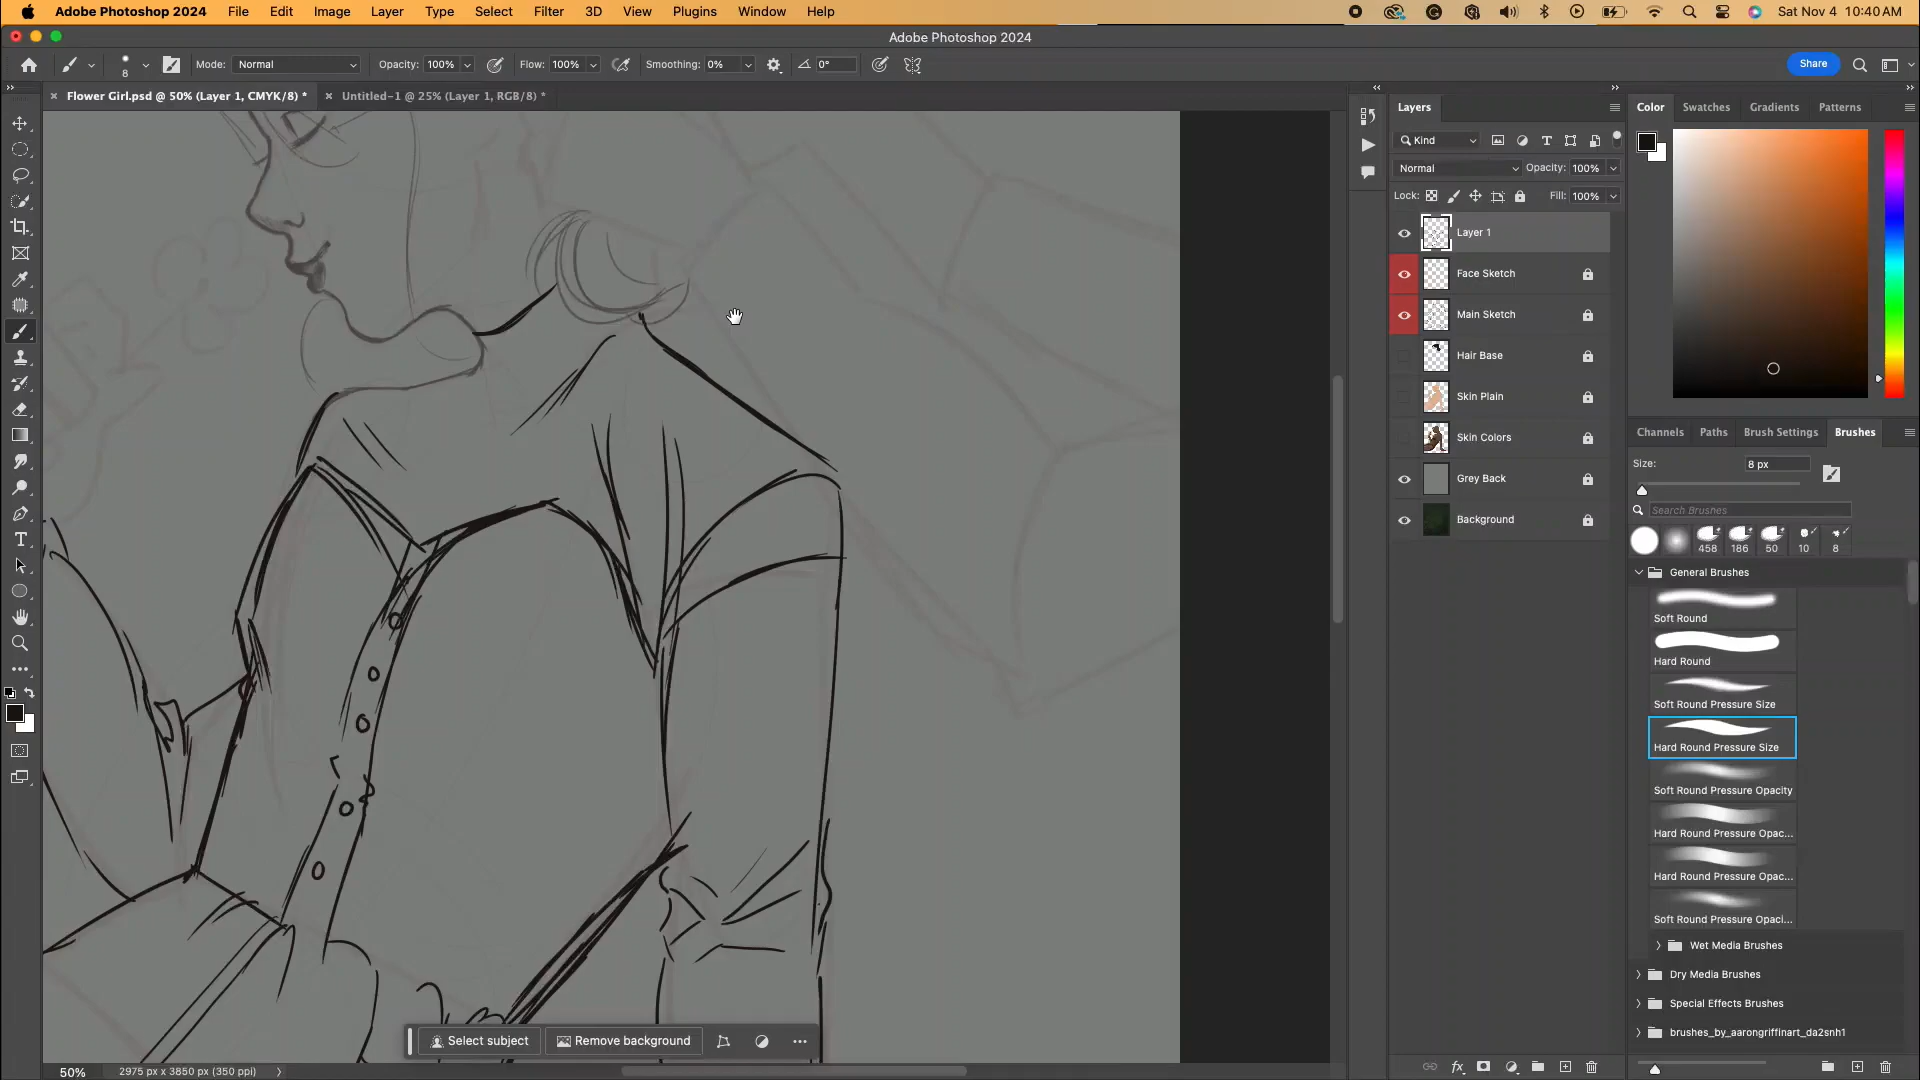 Adobe Photoshop 2024 File Edit Image Layer Type Select Filter 3D View Plugins Window Help Sat Nov 4 10:40 AM
Adobe Photoshop 2024
8 Mode: Normal Opacity: 100% Flow: 100% Smoothing: 0% 0° Share
Flower Girl.psd @ 50% (Layer 1, CMYK/8) * Untitled-1 @ 25% (Layer 1, RGB/8) *
Layers
Kind
Normal Opacity: 100%
Lock: Fill: 100%
Layer 1
Face Sketch
Main Sketch
Hair Base
Skin Plain
Skin Colors
Grey Back
Background
Color Swatches Gradients Patterns
Channels Paths Brush Settings Brushes
Size: 8 px
Search Brushes
458 186 50 10 8
General Brushes
Soft Round
Hard Round
Soft Round Pressure Size
Hard Round Pressure Size
Soft Round Pressure Opacity
Hard Round Pressure Opac...
Hard Round Pressure Opac...
Soft Round Pressure Opaci...
Wet Media Brushes
Dry Media Brushes
Special Effects Brushes
brushes_by_aarongriffinart_da2snh1
Select subject Remove background
50% 2975 px x 3850 px (350 ppi)